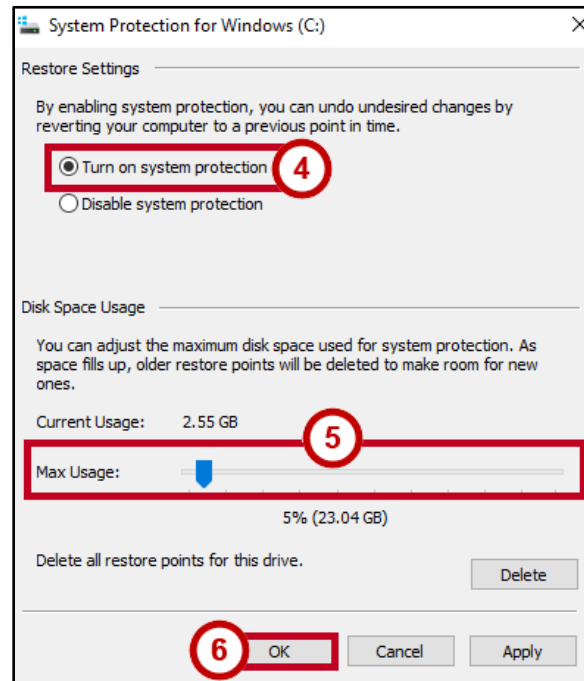 System Protection for Windows (C:)
Restore Settings
By enabling system protection, you can undo undesired changes by
reverting your computer to a previous point in time.
Turn on system protection 4
Disable system protection
Disk Space Usage
You can adjust the maximum disk space used for system protection. As
space fills up, older restore points will be deleted to make room for new
ones.
Current Usage: 2.55 GB
5
Max Usage:
5% (23.04 GB)
Delete all restore points for this drive.
Delete
6 OK Cancel Apply